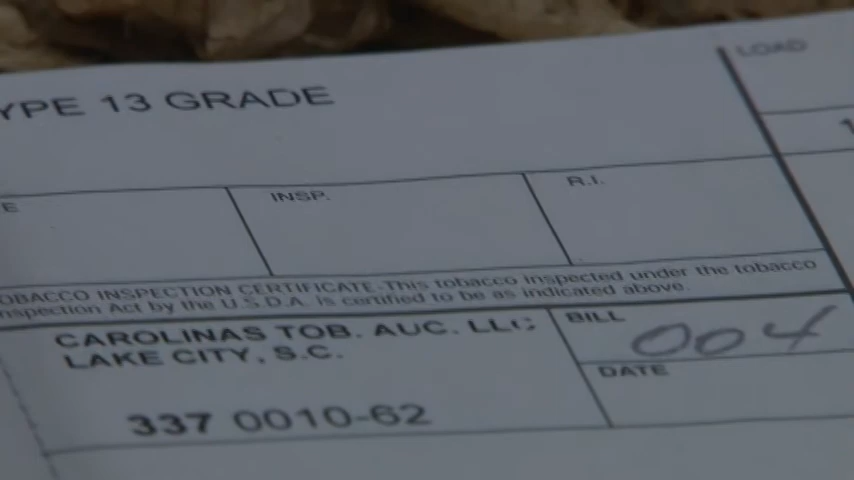 YPE 13 GRADE
LOAD
1
E
INSP.
R.I.
OBACCO INSPECTION CERTIFICATE-This tobacco inspected under the tobacco
nspection Act by the U.S.D.A. is certified to be as indicated above.
CAROLINAS TOB. AUC. LLC
LAKE CITY, S.C.
BILL
004
DATE
337 0010-62